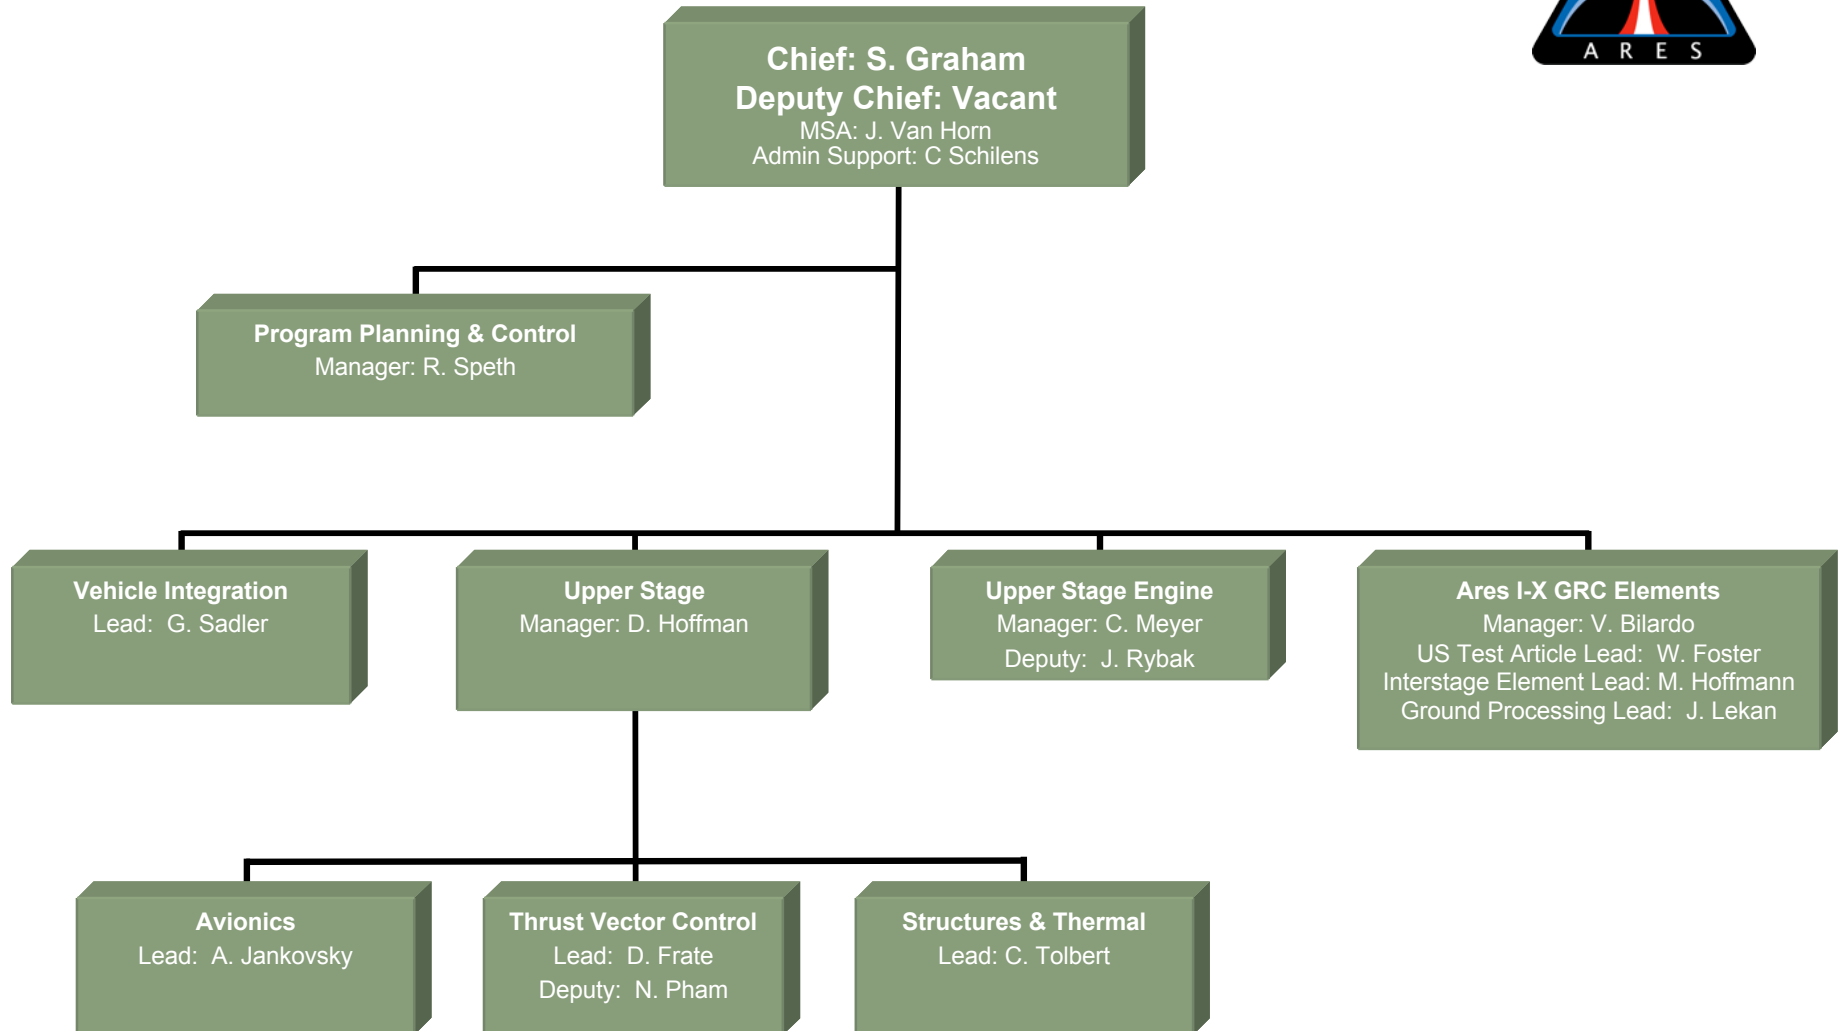 ARES
Chief: S. Graham
Deputy Chief: Vacant
MSA: J. Van Horn
Admin Support: C Schilens
Program Planning & Control
Manager: R. Speth
Vehicle Integration
Lead: G. Sadler
Upper Stage
Manager: D. Hoffman
Upper Stage Engine
Manager: C. Meyer
Deputy: J. Rybak
Ares I-X GRC Elements
Manager: V. Bilardo
US Test Article Lead: W. Foster
Interstage Element Lead: M. Hoffmann
Ground Processing Lead: J. Lekan
Avionics
Lead: A. Jankovsky
Thrust Vector Control
Lead: D. Frate
Deputy: N. Pham
Structures & Thermal
Lead: C. Tolbert